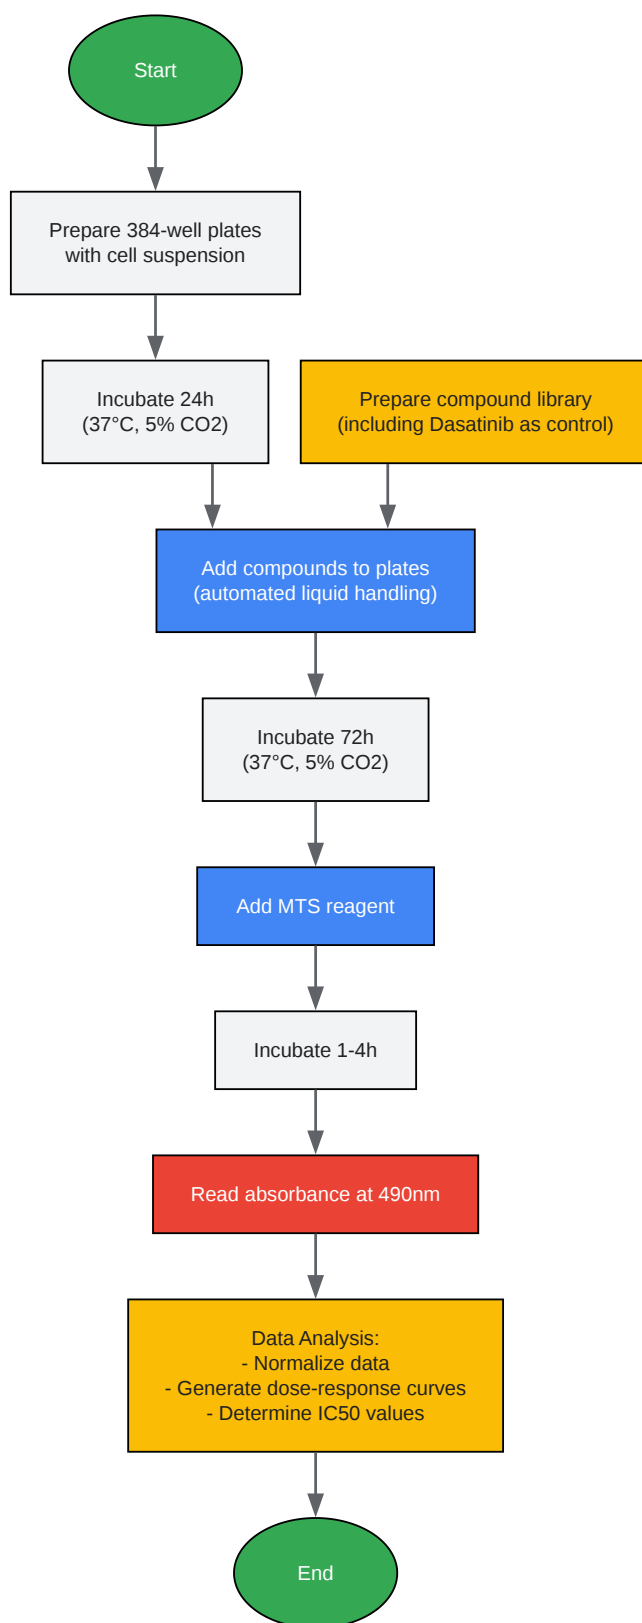 Start
Prepare 384-well plates
with cell suspension
Incubate 24h
(37°C, 5% CO2)
Prepare compound library
(including Dasatinib as control)
Add compounds to plates
(automated liquid handling)
Incubate 72h
(37°C, 5% CO2)
Add MTS reagent
Incubate 1-4h
Read absorbance at 490nm
Data Analysis:
- Normalize data
- Generate dose-response curves
- Determine IC50 values
End